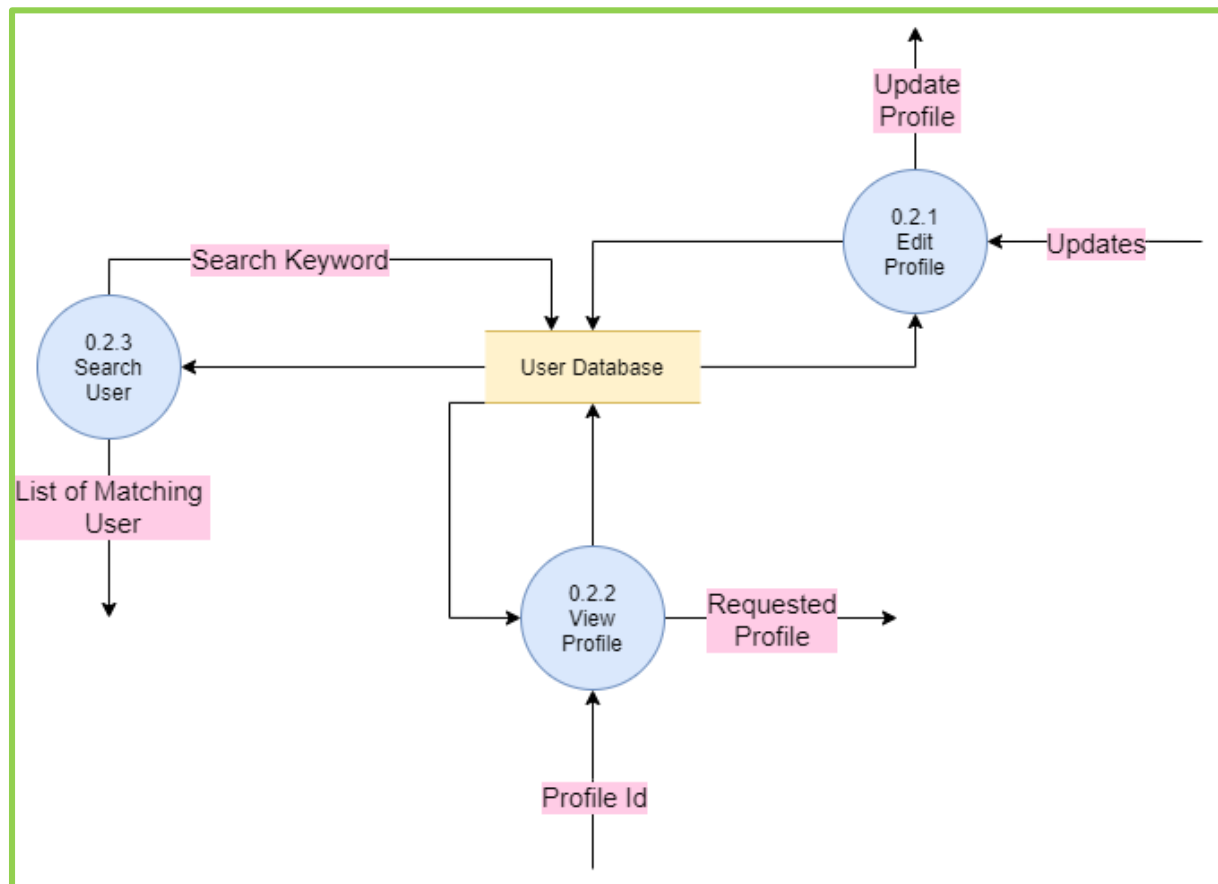 Update
Profile
0.2.1
Edit
Profile
Updates
Search Keyword
0.2.3
Search
User
User Database
List of Matching
User
0.2.2
View
Profile
Requested
Profile
Profile Id